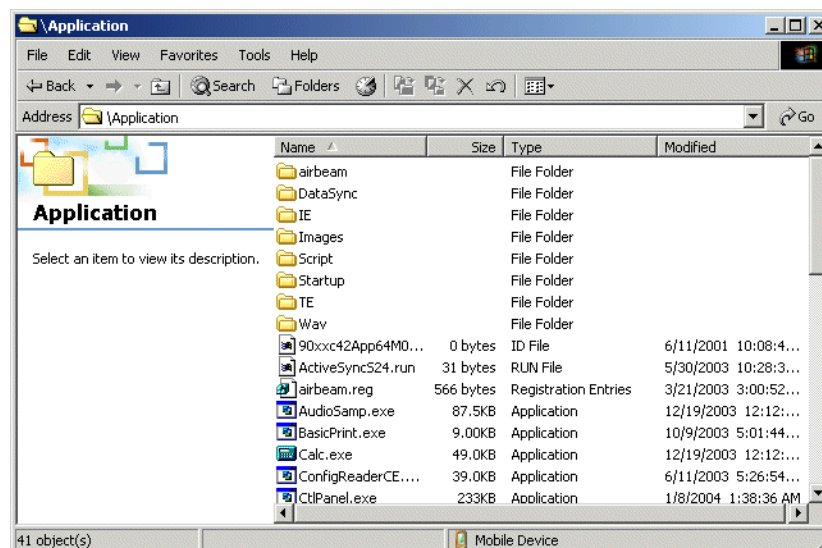 \Application
File Edit View Favorites Tools Help
Back Search Folders
Address \Application Go
Name Size Type Modified
airbeam File Folder
DataSync File Folder
IE File Folder
Images File Folder
Script File Folder
Startup File Folder
TE File Folder
Wav File Folder
90xxc42App64M0... 0 bytes ID File 6/11/2001 10:08:4...
ActiveSyncS24.run 31 bytes RUN File 5/30/2003 10:28:3...
airbeam.reg 566 bytes Registration Entries 3/21/2003 3:00:52...
AudioSamp.exe 87.5KB Application 12/19/2003 12:12:...
BasicPrint.exe 9.00KB Application 10/9/2003 5:01:44...
Calc.exe 49.0KB Application 12/19/2003 12:12:...
ConfigReaderCE.... 39.0KB Application 6/11/2003 5:26:54...
CtlPanel.exe 233KB Application 1/8/2004 1:38:36 AM
Application
Select an item to view its description.
41 object(s) Mobile Device